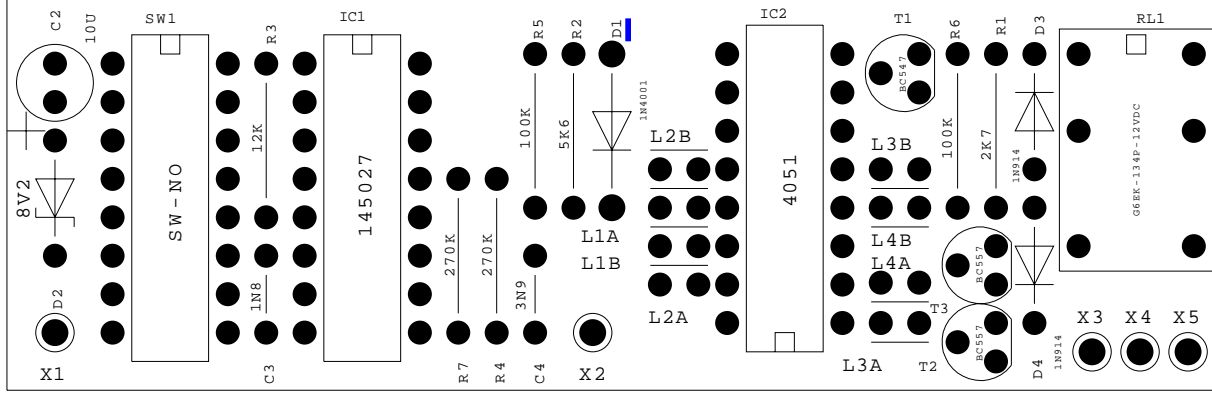 C2
10U
SW1
R3
IC1
R5
R2
D1
IC2
T1
R6
R1
D3
RL1
1N4001
BC547
12K
100K
5K6
L2B
L3B
100K
2K7
1N914
8V2
SW-NO
145027
4051
G6EK-134P-12VDC
270K
270K
L1A
L1B
L4B
L4A
BC557
1N8
3N9
D2
L2A
T3
BC557
X3
X4
X5
X1
C3
R7
R4
C4
X2
L3A
T2
D4
1N914